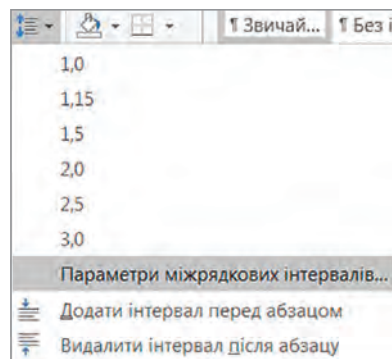 ¶ Звичай... ¶ Без і
1,0
1,15
1,5
2,0
2,5
3,0
Параметри міжрядкових інтервалів...
Додати інтервал перед абзацом
Видалити інтервал після абзацу